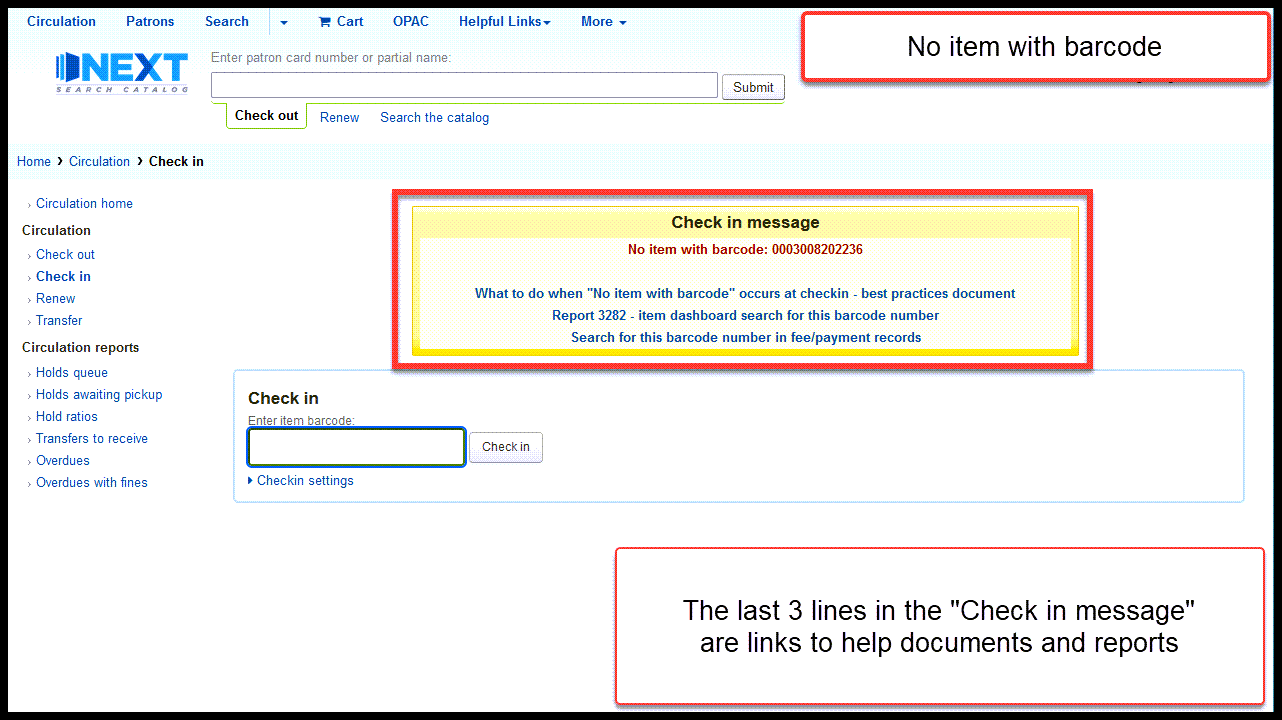 Circulation Patrons Search Cart OPAC Helpful Links More
No item with barcode
NEXT
SEARCH CATALOG
Enter patron card number or partial name:
Submit
Check out Renew Search the catalog
Home › Circulation › Check in
Circulation home
Circulation
Check out
Check in
Renew
Transfer
Circulation reports
Holds queue
Holds awaiting pickup
Hold ratios
Transfers to receive
Overdues
Overdues with fines
Check in message
No item with barcode: 0003008202236
What to do when "No item with barcode" occurs at checkin - best practices document
Report 3282 - item dashboard search for this barcode number
Search for this barcode number in fee/payment records
Check in
Enter item barcode:
Check in
Checkin settings
The last 3 lines in the "Check in message"
are links to help documents and reports